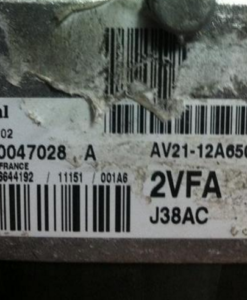 02
0047028 A
AV21-12A650
FRANCE
6644192 / 11151 / 001A6
2VFA
J38AC